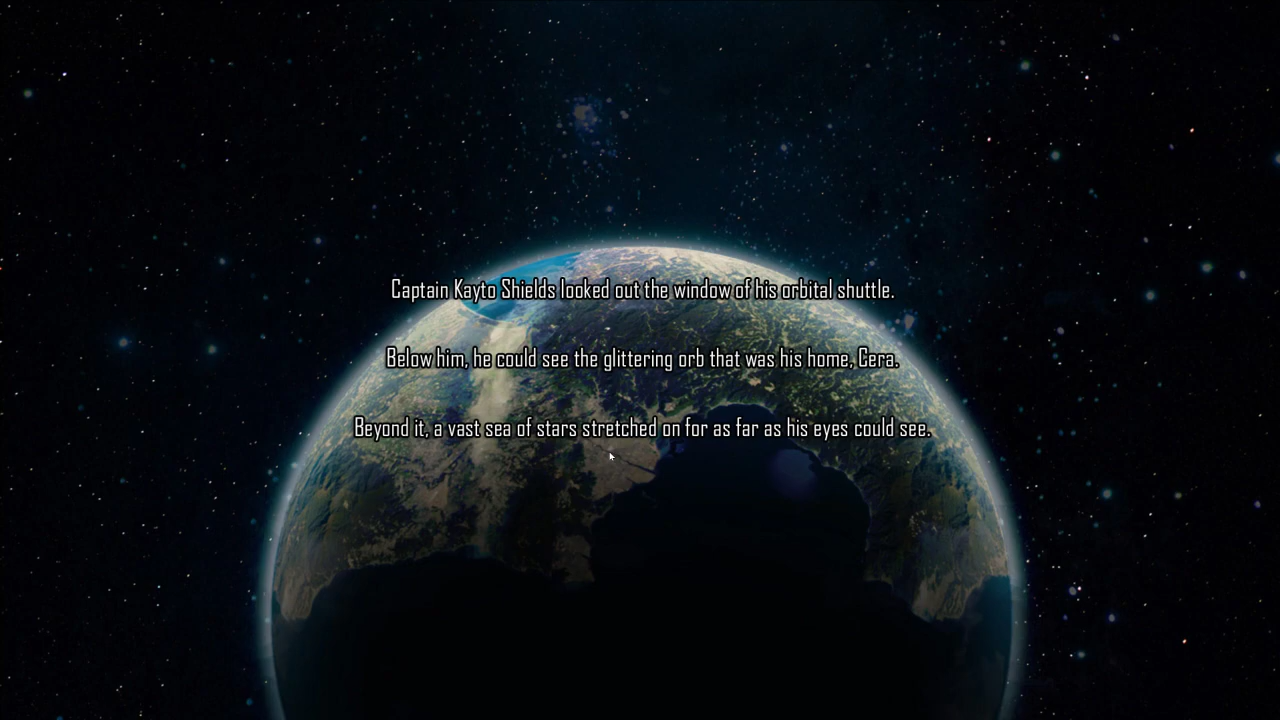 Captain Kayto Shields looked out the window of his orbital shuttle.
Below him, he could see the glittering orb that was his home, Cera.
Beyond it, a vast sea of stars stretched on for as far as his eyes could see.